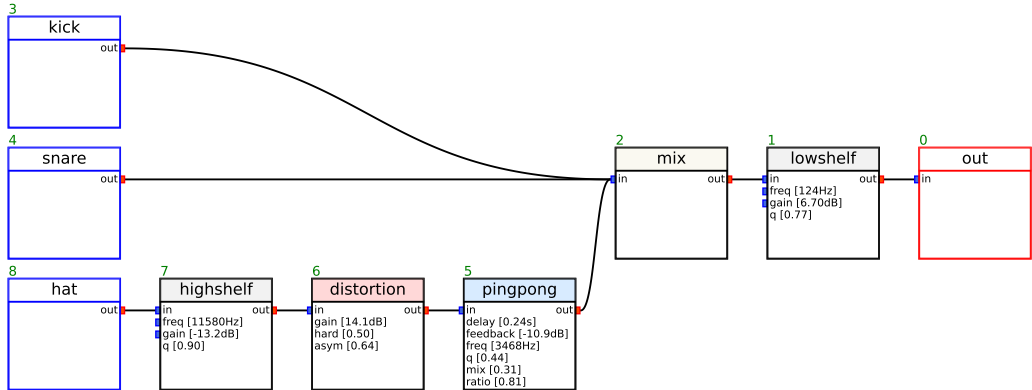 3
kick
out
4
snare
out
2
mix
in out
1
lowshelf
in out
freq [124Hz]
gain [6.70dB]
q [0.77]
0
out
in
8
hat
out
7
highshelf
in out
freq [11580Hz]
gain [-13.2dB]
q [0.90]
6
distortion
in out
gain [14.1dB]
hard [0.50]
asym [0.64]
5
pingpong
in out
delay [0.24s]
feedback [-10.9dB]
freq [3468Hz]
q [0.44]
mix [0.31]
ratio [0.81]